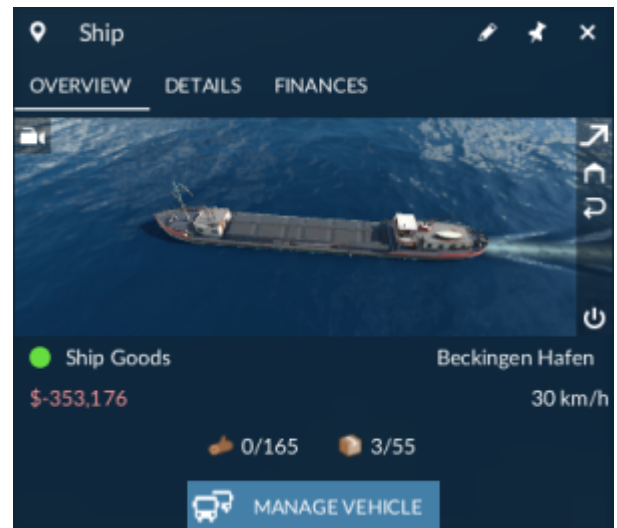 Ship
OVERVIEW DETAILS FINANCES
Ship Goods Beckingen Hafen
$-353,176 30 km/h
0/165 3/55
MANAGE VEHICLE